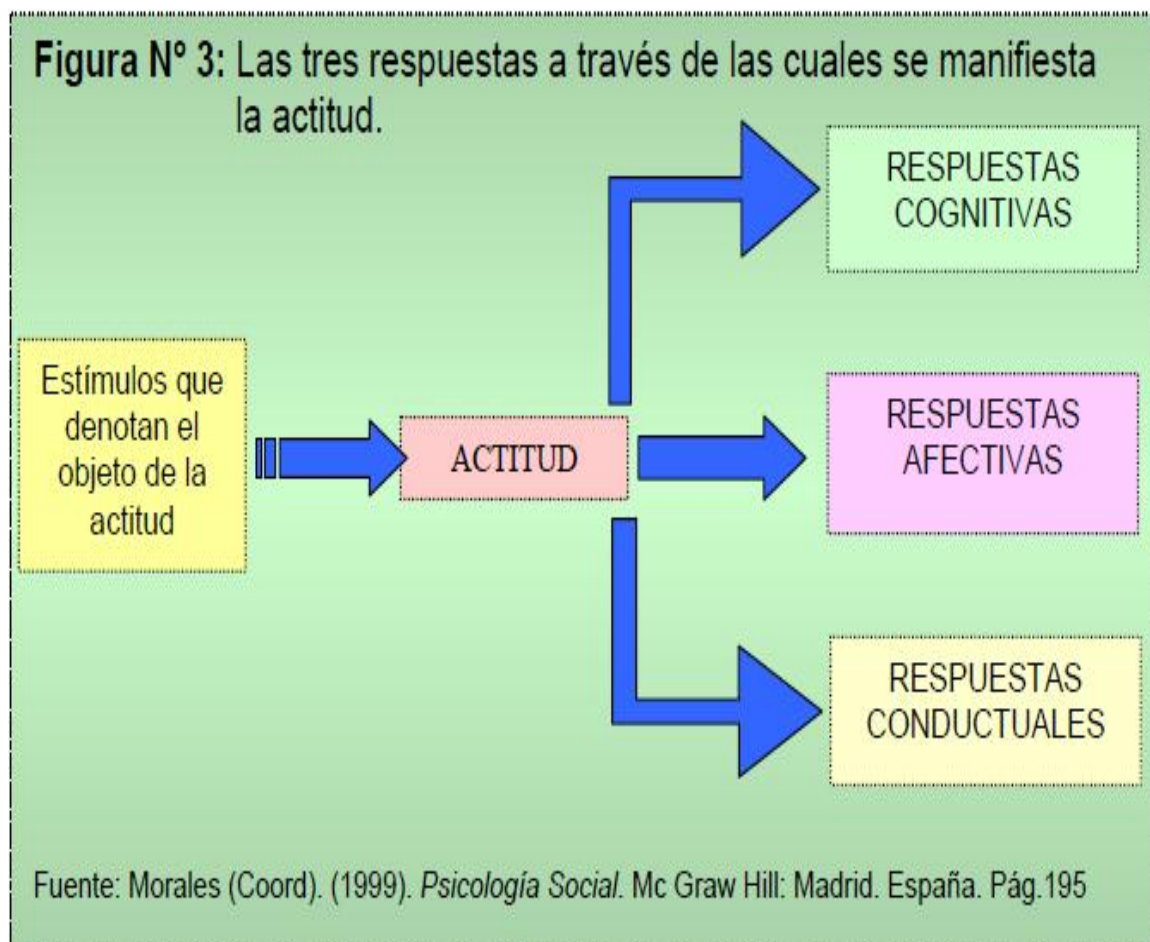 Figura N° 3: Las tres respuestas a través de las cuales se manifiesta
la actitud.
RESPUESTAS
COGNITIVAS
Estímulos que
denotan el
objeto de la
actitud
ACTITUD
RESPUESTAS
AFECTIVAS
RESPUESTAS
CONDUCTUALES
Fuente: Morales (Coord). (1999). Psicología Social. Mc Graw Hill: Madrid. España. Pág.195